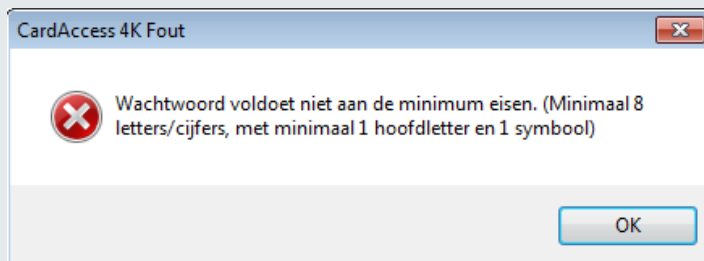 CardAccess 4K Fout
Wachtwoord voldoet niet aan de minimum eisen. (Minimaal 8
letters/cijfers, met minimaal 1 hoofdletter en 1 symbool)
OK